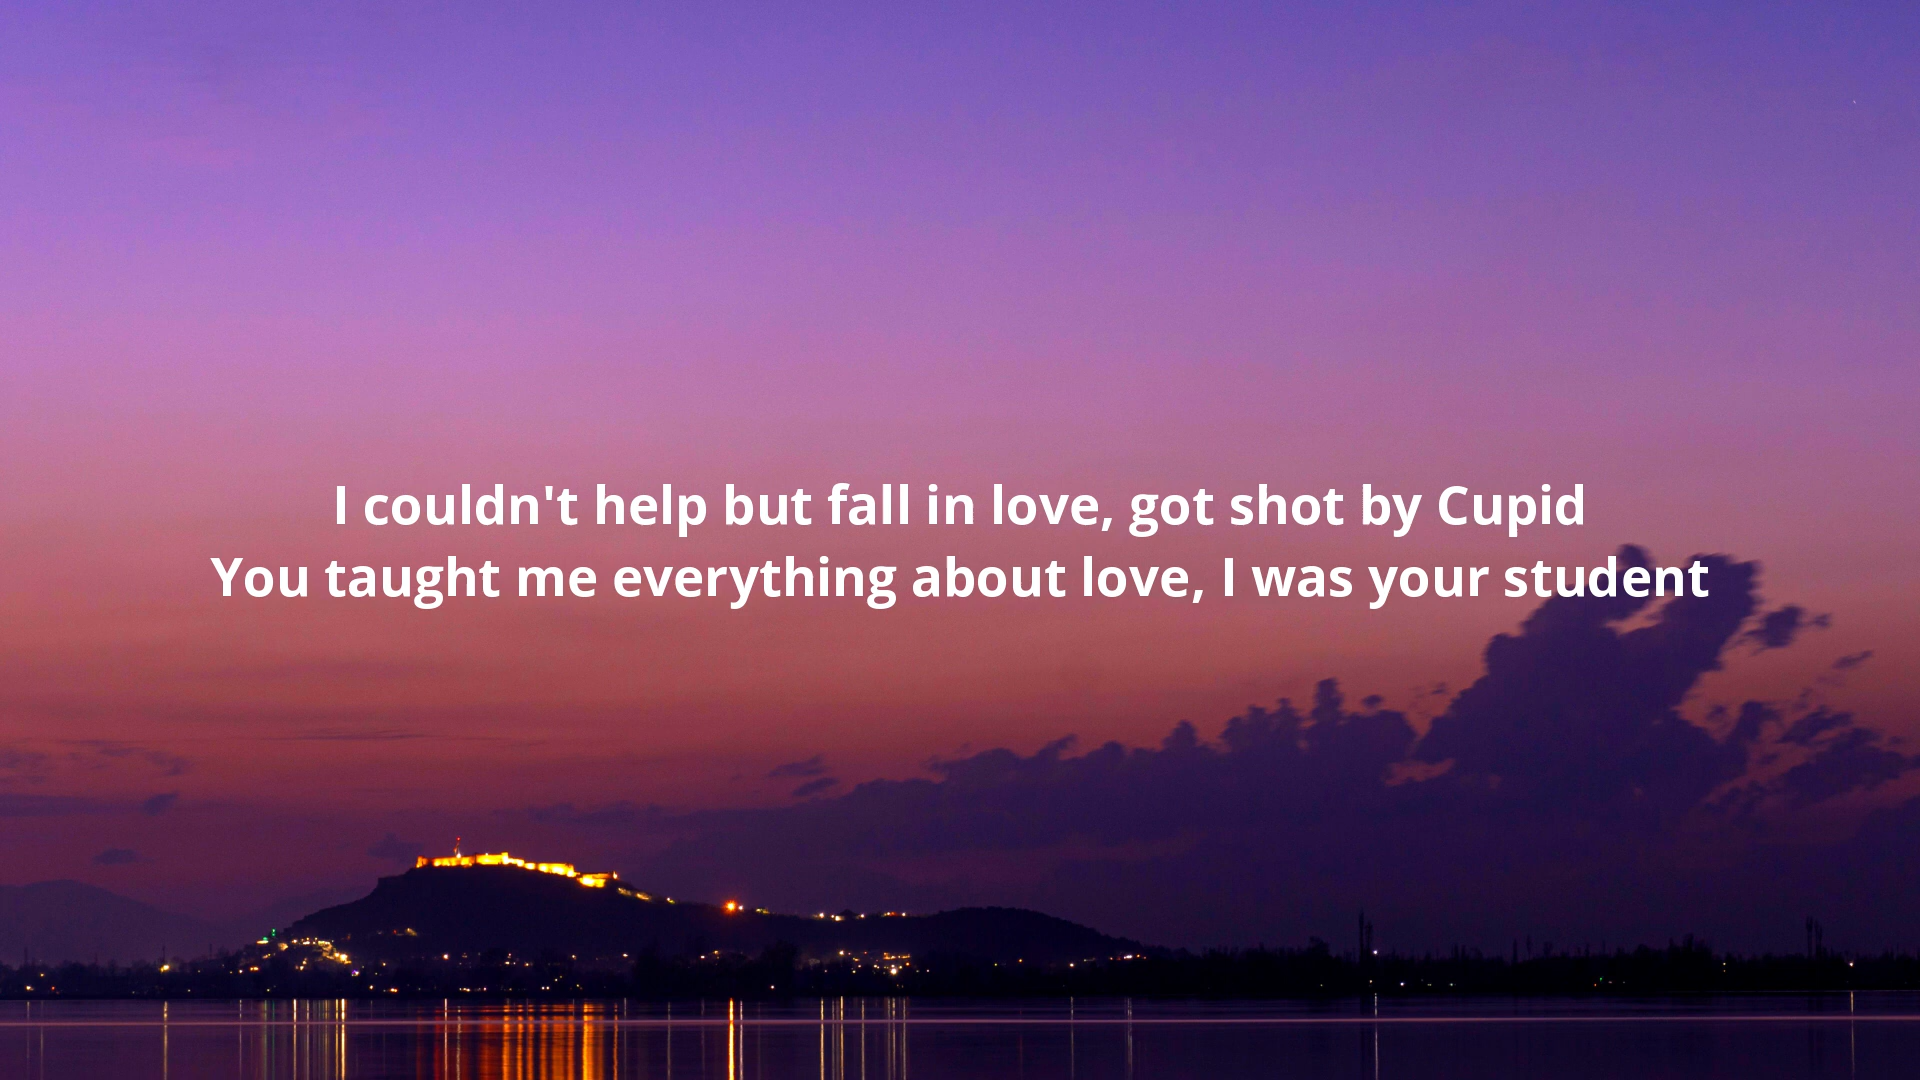 I couldn't help but fall in love, got shot by Cupid
You taught me everything about love, I was your student